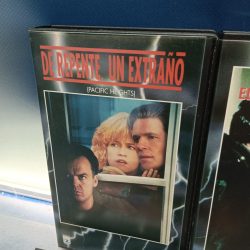 DE REPENTE, UN EXTRAÑO
(PACIFIC HEIGHTS)